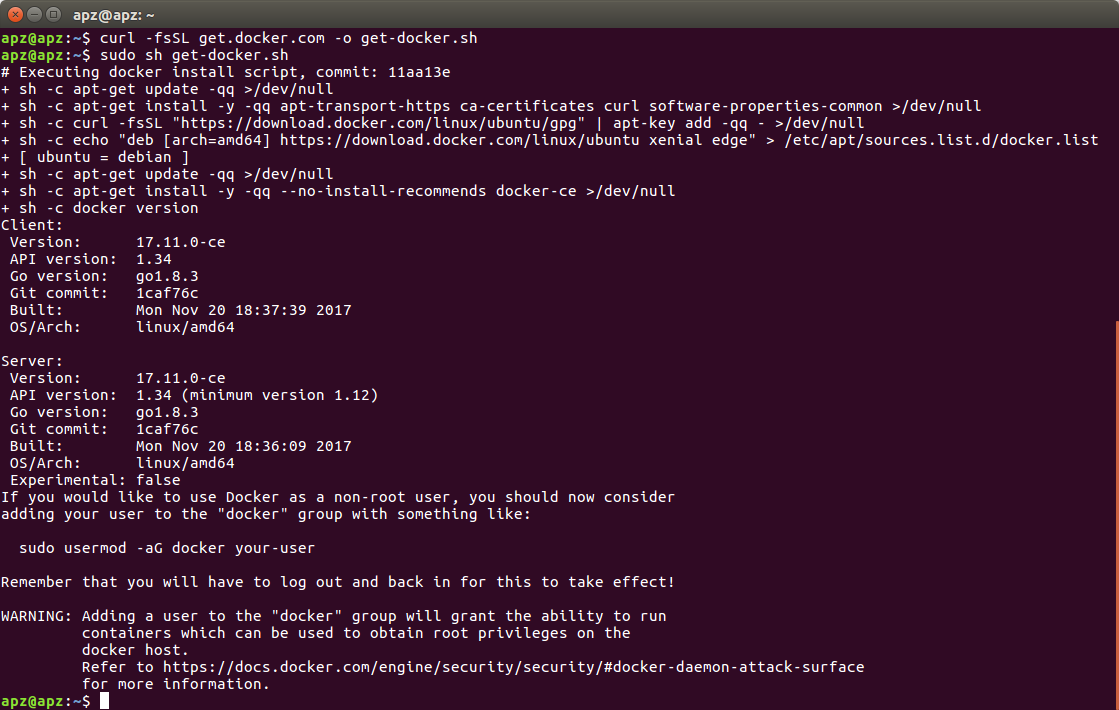 apz@apz: ~
apz@apz:~$ curl -fsSL get.docker.com -o get-docker.sh
apz@apz:~$ sudo sh get-docker.sh
# Executing docker install script, commit: 11aa13e
+ sh -c apt-get update -qq >/dev/null
+ sh -c apt-get install -y -qq apt-transport-https ca-certificates curl software-properties-common >/dev/null
+ sh -c curl -fsSL "https://download.docker.com/linux/ubuntu/gpg" | apt-key add -qq - >/dev/null
+ sh -c echo "deb [arch=amd64] https://download.docker.com/linux/ubuntu xenial edge" > /etc/apt/sources.list.d/docker.list
+ [ ubuntu = debian ]
+ sh -c apt-get update -qq >/dev/null
+ sh -c apt-get install -y -qq --no-install-recommends docker-ce >/dev/null
+ sh -c docker version
Client:
 Version:      17.11.0-ce
 API version:  1.34
 Go version:   go1.8.3
 Git commit:   1caf76c
 Built:        Mon Nov 20 18:37:39 2017
 OS/Arch:      linux/amd64

Server:
 Version:      17.11.0-ce
 API version:  1.34 (minimum version 1.12)
 Go version:   go1.8.3
 Git commit:   1caf76c
 Built:        Mon Nov 20 18:36:09 2017
 OS/Arch:      linux/amd64
 Experimental: false
If you would like to use Docker as a non-root user, you should now consider
adding your user to the "docker" group with something like:

  sudo usermod -aG docker your-user

Remember that you will have to log out and back in for this to take effect!

WARNING: Adding a user to the "docker" group will grant the ability to run
         containers which can be used to obtain root privileges on the
         docker host.
         Refer to https://docs.docker.com/engine/security/security/#docker-daemon-attack-surface
         for more information.
apz@apz:~$